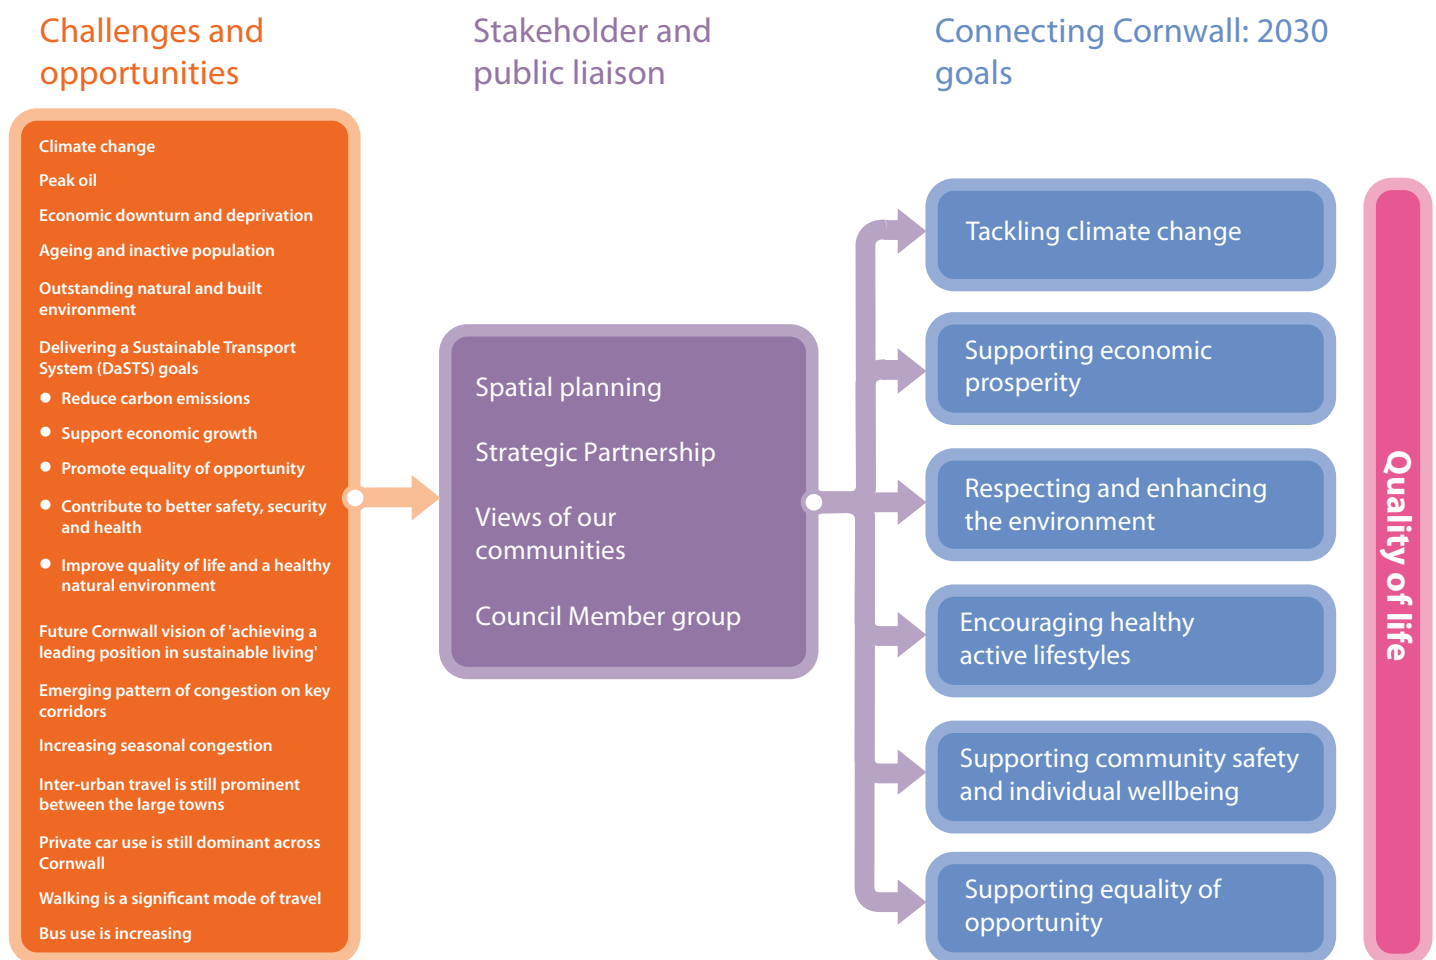 Challenges and
opportunities
Climate change
Peak oil
Economic downturn and deprivation
Ageing and inactive population
Outstanding natural and built
environment
Delivering a Sustainable Transport
System (DaSTS) goals
● Reduce carbon emissions
● Support economic growth
● Promote equality of opportunity
● Contribute to better safety, security
and health
● Improve quality of life and a healthy
natural environment
Future Cornwall vision of 'achieving a
leading position in sustainable living'
Emerging pattern of congestion on key
corridors
Increasing seasonal congestion
Inter-urban travel is still prominent
between the large towns
Private car use is still dominant across
Cornwall
Walking is a significant mode of travel
Bus use is increasing
Stakeholder and
public liaison
Spatial planning
Strategic Partnership
Views of our
communities
Council Member group
Connecting Cornwall: 2030
goals
Tackling climate change
Supporting economic
prosperity
Respecting and enhancing
the environment
Encouraging healthy
active lifestyles
Supporting community safety
and individual wellbeing
Supporting equality of
opportunity
Quality of life